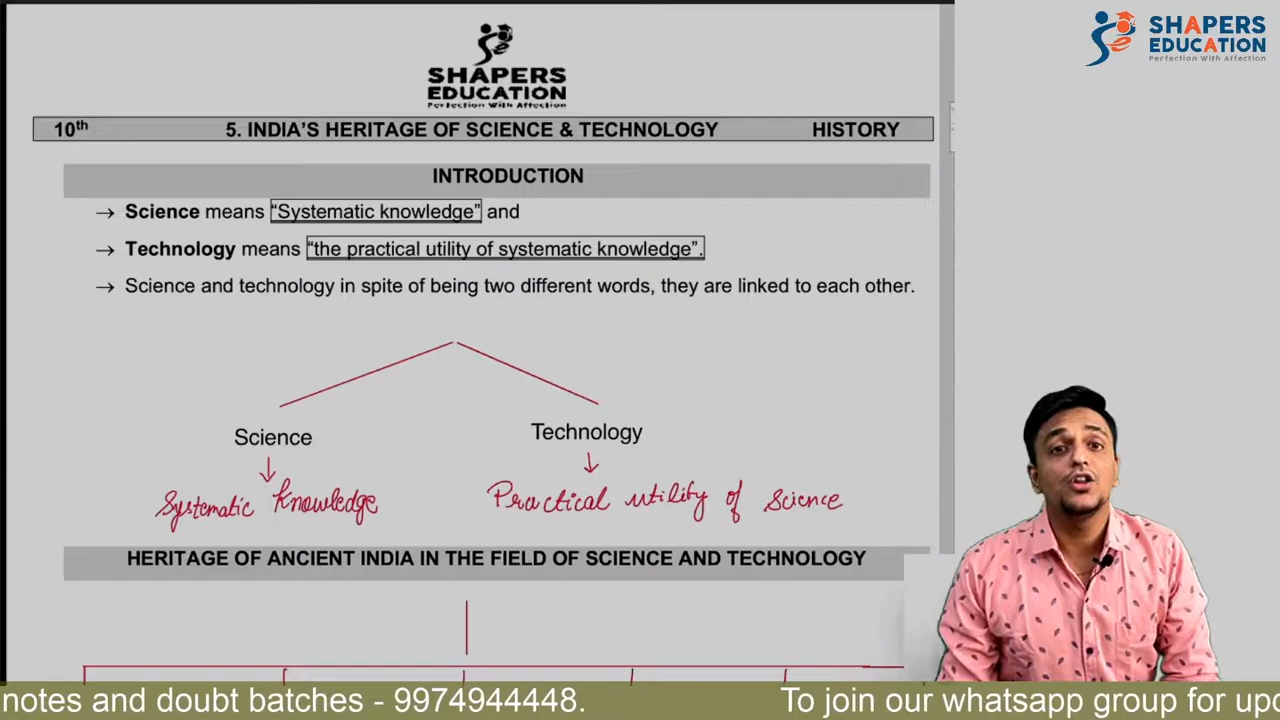 SHAPERS
EDUCATION
Perfection With Affection
SHAPERS
EDUCATION
Perfection With Affection
10th 5. INDIA'S HERITAGE OF SCIENCE & TECHNOLOGY HISTORY
INTRODUCTION
→ Science means “Systematic knowledge” and
→ Technology means “the practical utility of systematic knowledge”.
→ Science and technology in spite of being two different words, they are linked to each other.
Science Technology
Systematic Knowledge Practical utility of Science
HERITAGE OF ANCIENT INDIA IN THE FIELD OF SCIENCE AND TECHNOLOGY
notes and doubt batches - 9974944448. To join our whatsapp group for